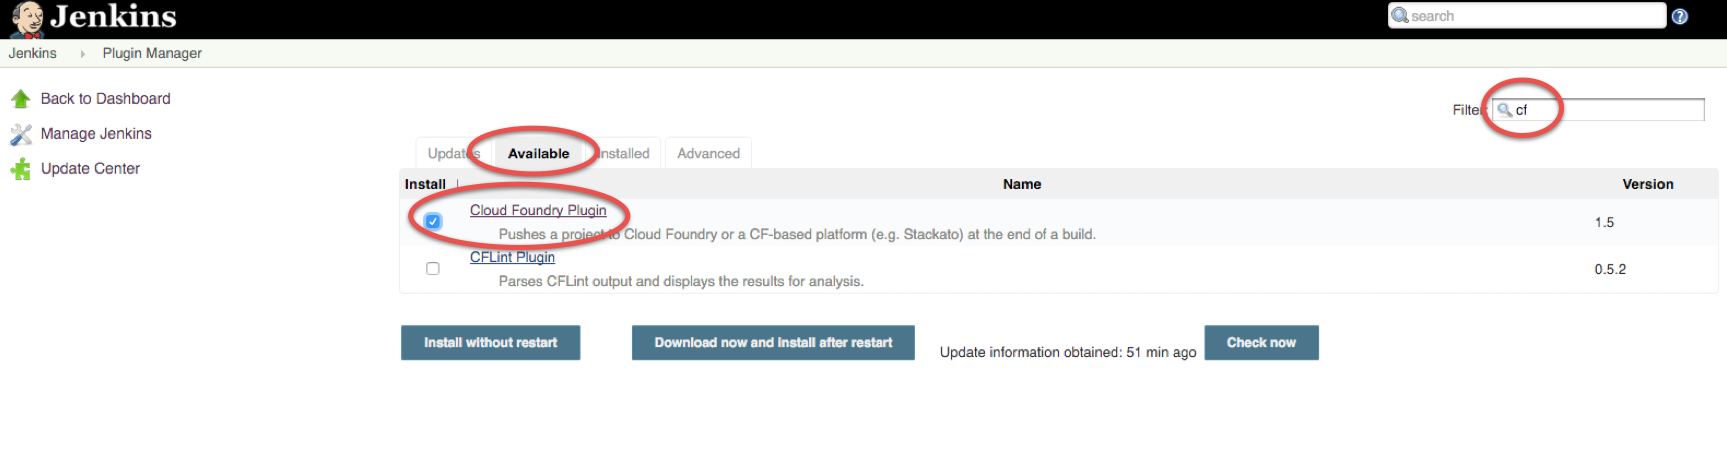 Jenkins
search
Jenkins Plugin Manager
Back to Dashboard
Manage Jenkins
Update Center
Filter: cf
Updates Available Installed Advanced
Install Name Version
Cloud Foundry Plugin
Pushes a project to Cloud Foundry or a CF-based platform (e.g. Stackato) at the end of a build.
1.5
CFLint Plugin
Parses CFLint output and displays the results for analysis.
0.5.2
Install without restart
Download now and install after restart
Update information obtained: 51 min ago
Check now